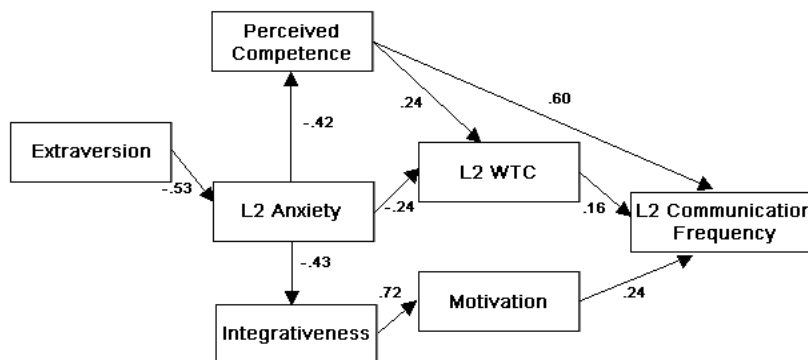 Perceived
Competence
.24
.60
-.42
Extraversion
L2 WTC
-.53
L2 Anxiety
-.24
.16
L2 Communication
Frequency
-.43
.72
Motivation
.24
Integrativeness